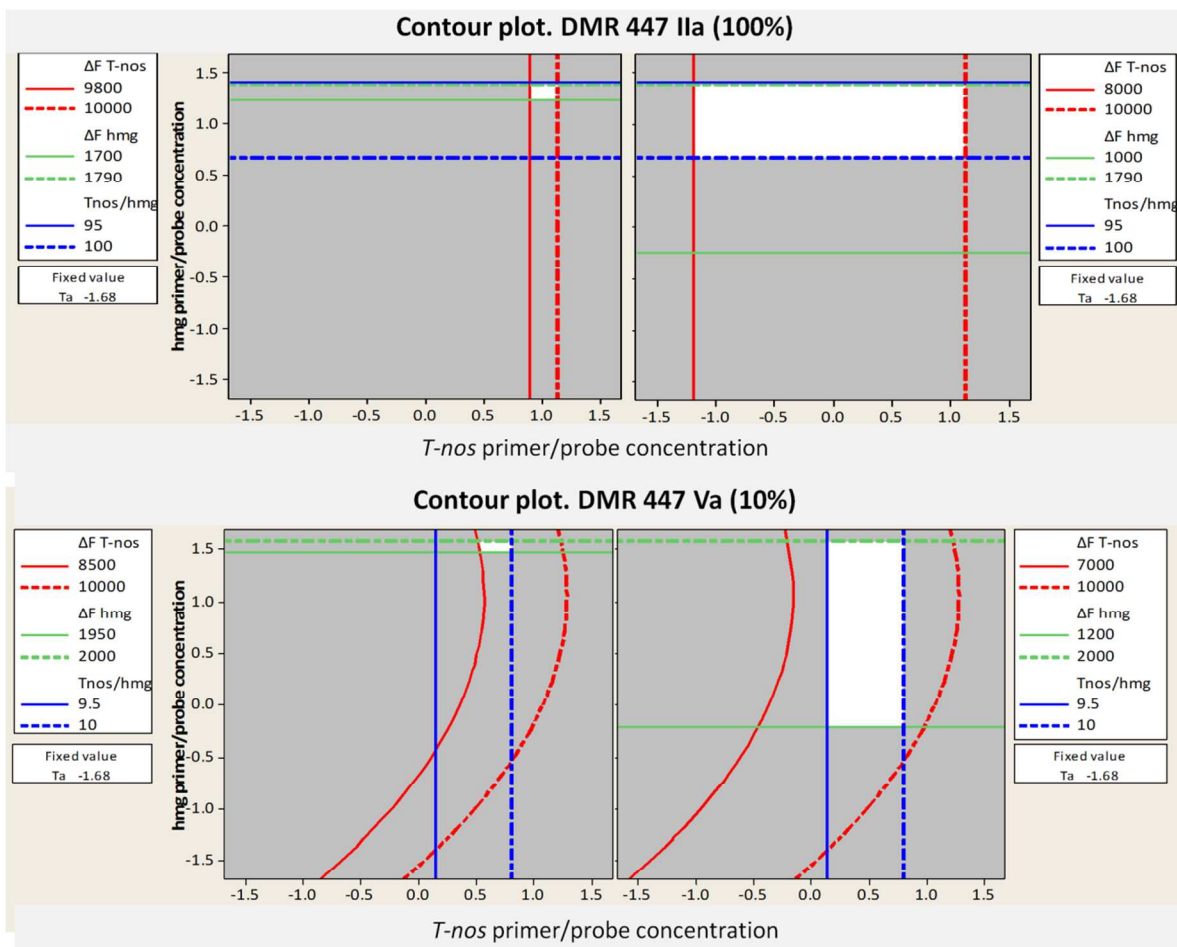 Contour plot. DMR 447 IIa (100%)
ΔF T-nos
9800
10000
ΔF hmg
1700
1790
Tnos/hmg
95
100
Fixed value
Ta -1.68
hmg primer/probe concentration
1.5
1.0
0.5
0.0
-0.5
-1.0
-1.5
-1.5 -1.0 -0.5 0.0 0.5 1.0 1.5
-1.5 -1.0 -0.5 0.0 0.5 1.0 1.5
ΔF T-nos
8000
10000
ΔF hmg
1000
1790
Tnos/hmg
95
100
Fixed value
Ta -1.68
T-nos primer/probe concentration
Contour plot. DMR 447 Va (10%)
ΔF T-nos
8500
10000
ΔF hmg
1950
2000
Tnos/hmg
9.5
10
Fixed value
Ta -1.68
hmg primer/probe concentration
1.5
1.0
0.5
0.0
-0.5
-1.0
-1.5
-1.5 -1.0 -0.5 0.0 0.5 1.0 1.5
-1.5 -1.0 -0.5 0.0 0.5 1.0 1.5
ΔF T-nos
7000
10000
ΔF hmg
1200
2000
Tnos/hmg
9.5
10
Fixed value
Ta -1.68
T-nos primer/probe concentration